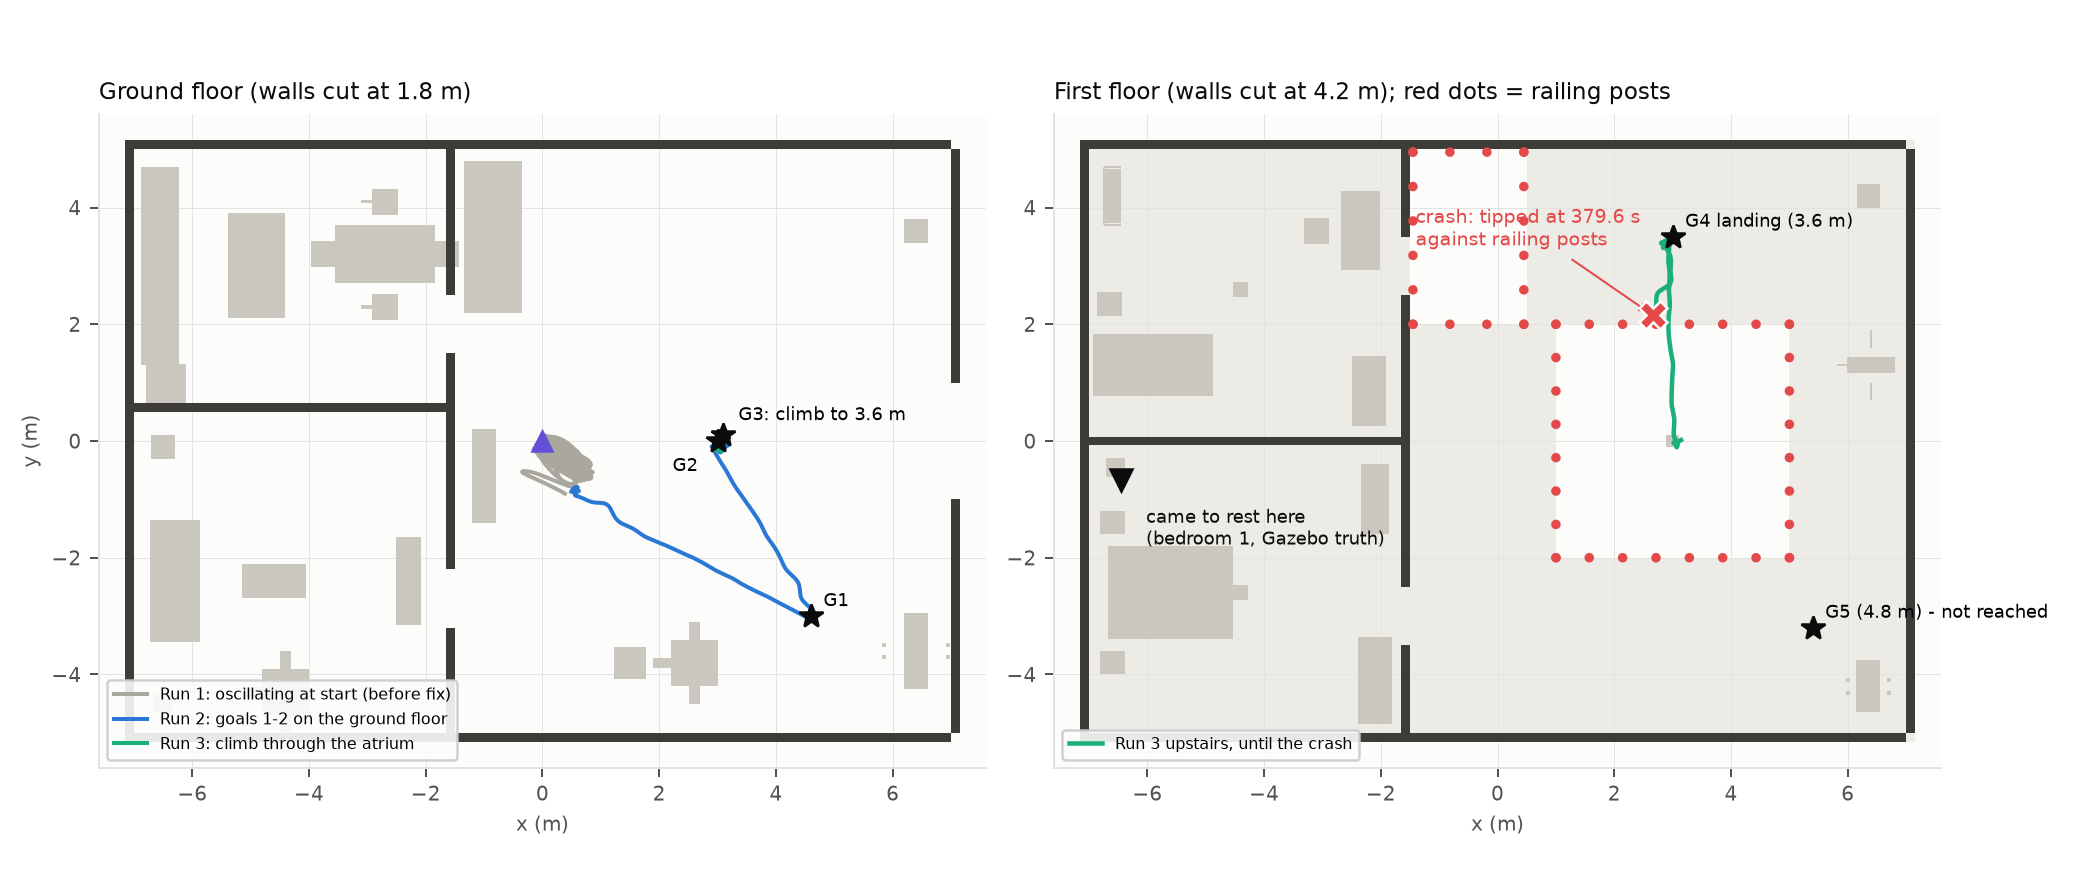 Ground floor (walls cut at 1.8 m)
G3: climb to 3.6 m
G2
G1
Run 1: oscillating at start (before fix)
Run 2: goals 1-2 on the ground floor
Run 3: climb through the atrium
4
2
0
−2
−4
y (m)
−6
−4
−2
0
2
4
6
x (m)
First floor (walls cut at 4.2 m); red dots = railing posts
crash: tipped at 379.6 s
against railing posts
G4 landing (3.6 m)
came to rest here
(bedroom 1, Gazebo truth)
G5 (4.8 m) - not reached
Run 3 upstairs, until the crash
4
2
0
−2
−4
−6
−4
−2
0
2
4
6
x (m)